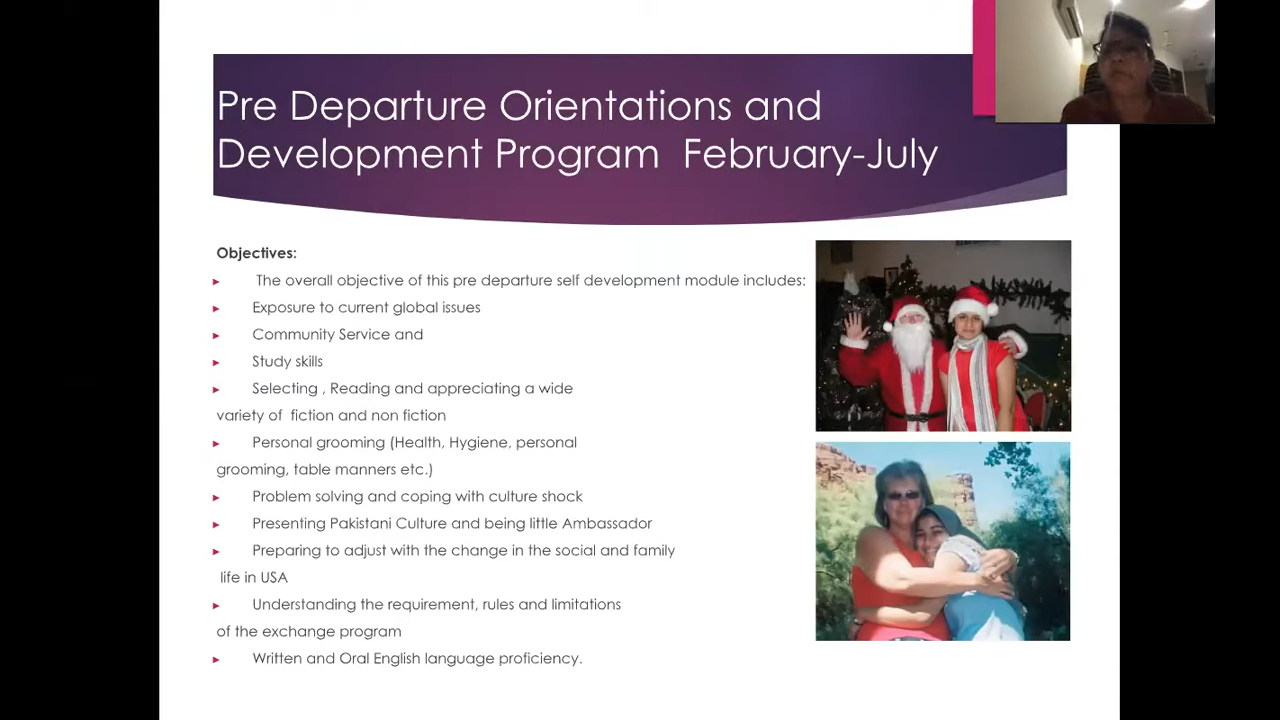 Pre Departure Orientations and
Development Program February-July
Objectives:
The overall objective of this pre departure self development module includes:
Exposure to current global issues
Community Service and
Study skills
Selecting , Reading and appreciating a wide
variety of fiction and non fiction
Personal grooming (Health, Hygiene, personal
grooming, table manners etc.)
Problem solving and coping with culture shock
Presenting Pakistani Culture and being little Ambassador
Preparing to adjust with the change in the social and family
life in USA
Understanding the requirement, rules and limitations
of the exchange program
Written and Oral English language proficiency.